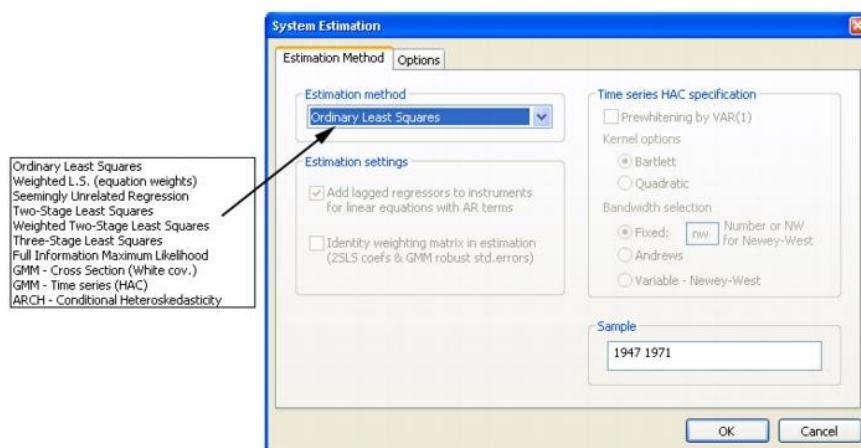 System Estimation
Estimation Method
Options
Estimation method
Ordinary Least Squares
Estimation settings
Add lagged regressors to instruments
for linear equations with AR terms
Identity weighting matrix in estimation
(2SLS coefs & GMM robust std.errors)
Time series HAC specification
Prewhitening by VAR(1)
Kernel options
Bartlett
Quadratic
Bandwidth selection
Fixed: nw Number or NW
for Newey-West
Andrews
Variable - Newey-West
Sample
1947 1971
OK
Cancel
Ordinary Least Squares
Weighted L.S. (equation weights)
Seemingly Unrelated Regression
Two-Stage Least Squares
Weighted Two-Stage Least Squares
Three-Stage Least Squares
Full Information Maximum Likelihood
GMM - Cross Section (White cov.)
GMM - Time series (HAC)
ARCH - Conditional Heteroskedasticity